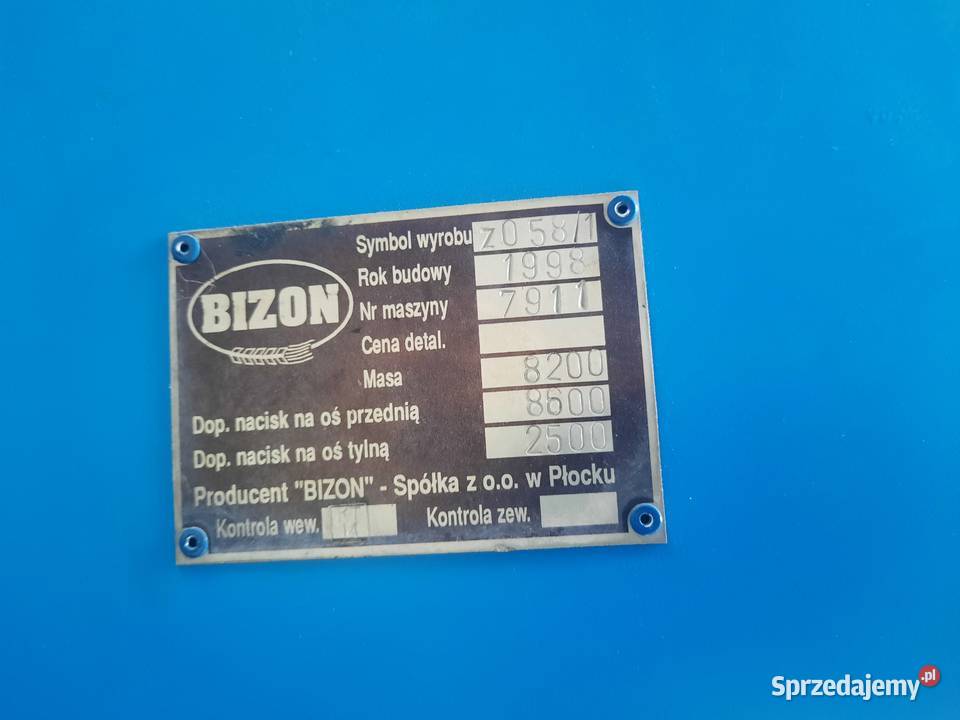 BIZON
Symbol wyrobu z058/1
Rok budowy 1998
Nr maszyny 7911
Cena detal.
Masa 8200
Dop. nacisk na oś przednią 8600
Dop. nacisk na oś tylną 2500
Producent "BIZON" - Spółka z o.o. w Płocku
Kontrola wew. Kontrola zew.
Sprzedajemy.pl